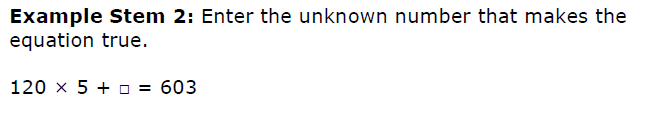 Example Stem 2: Enter the unknown number that makes the
equation true.
120 × 5 + □ = 603